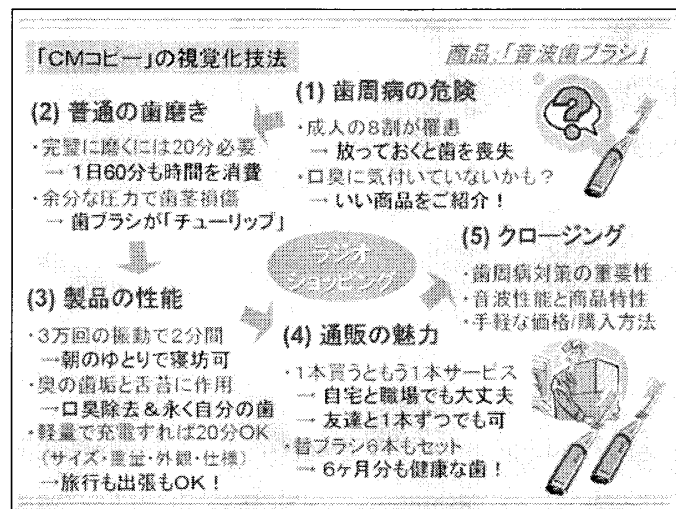 「CMコピー」の視覚化技法
商品:「音波歯ブラシ」
(1) 歯周病の危険
・成人の8割が罹患
→ 放っておくと歯を喪失
・口臭に気付いていないかも?
→ いい商品をご紹介!
(2) 普通の歯磨き
・完璧に磨くには20分必要
→ 1日60分も時間を消費
・余分な圧力で歯茎損傷
→ 歯ブラシが「チューリップ」
(3) 製品の性能
・3万回の振動で2分間
→朝のゆとりで寝坊可
・奥の歯垢と舌苔に作用
→口臭除去&永く自分の歯
・軽量で充電すれば20分OK
(サイズ・重量・外観・仕様)
→旅行も出張もOK!
ラジオ
ショッピング
(4) 通販の魅力
・1本買うともう1本サービス
→ 自宅と職場でも大丈夫
→ 友達と1本ずつでも可
・替ブラシ6本もセット
→ 6ヶ月分も健康な歯!
(5) クロージング
・歯周病対策の重要性
・音波性能と商品特性
・手軽な価格/購入方法